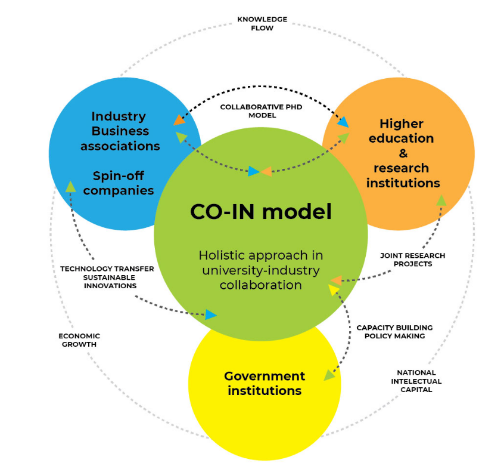 KNOWLEDGE
FLOW
COLLABORATIVE PHD
MODEL
Industry
Business
associations
Spin-off
companies
Higher
education
&
research
institutions
CO-IN model
Holistic approach in
university-industry
collaboration
TECHNOLOGY TRANSFER
SUSTAINABLE
INNOVATIONS
JOINT RESEARCH
PROJECTS
ECONOMIC
GROWTH
CAPACITY BUILDING
POLICY MAKING
Government
institutions
NATIONAL
INTELECTUAL
CAPITAL